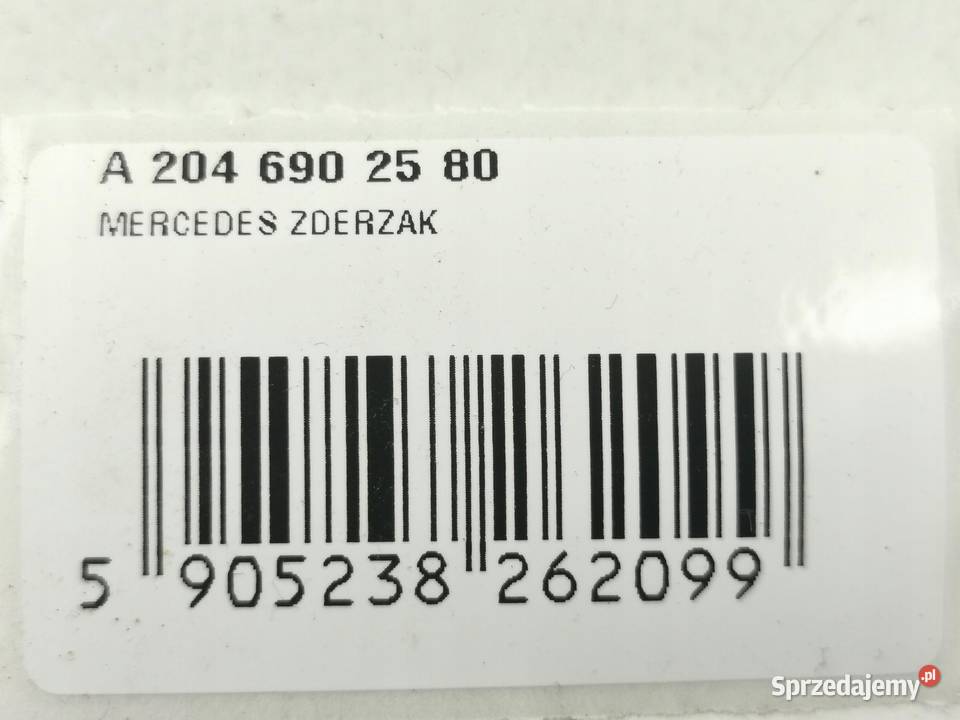 A 204 690 25 80
MERCEDES ZDERZAK
5 905238 262099
Sprzedajemy.pl